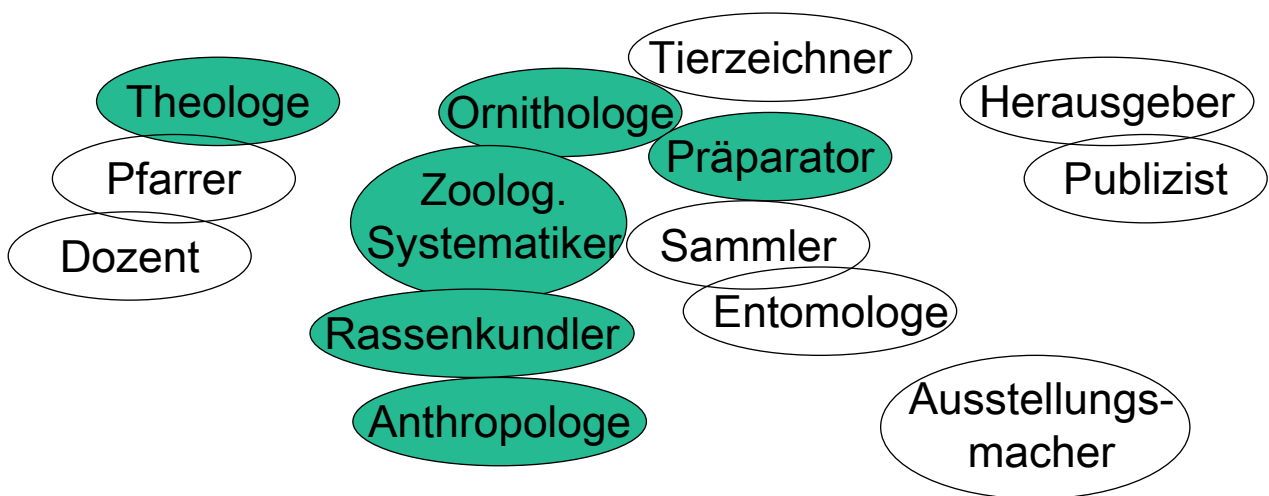 Theologe
Pfarrer
Dozent
Ornithologe
Zoolog.
Systematiker
Rassenkundler
Anthropologe
Tierzeichner
Präparator
Sammler
Entomologe
Herausgeber
Publizist
Ausstellungs-
macher